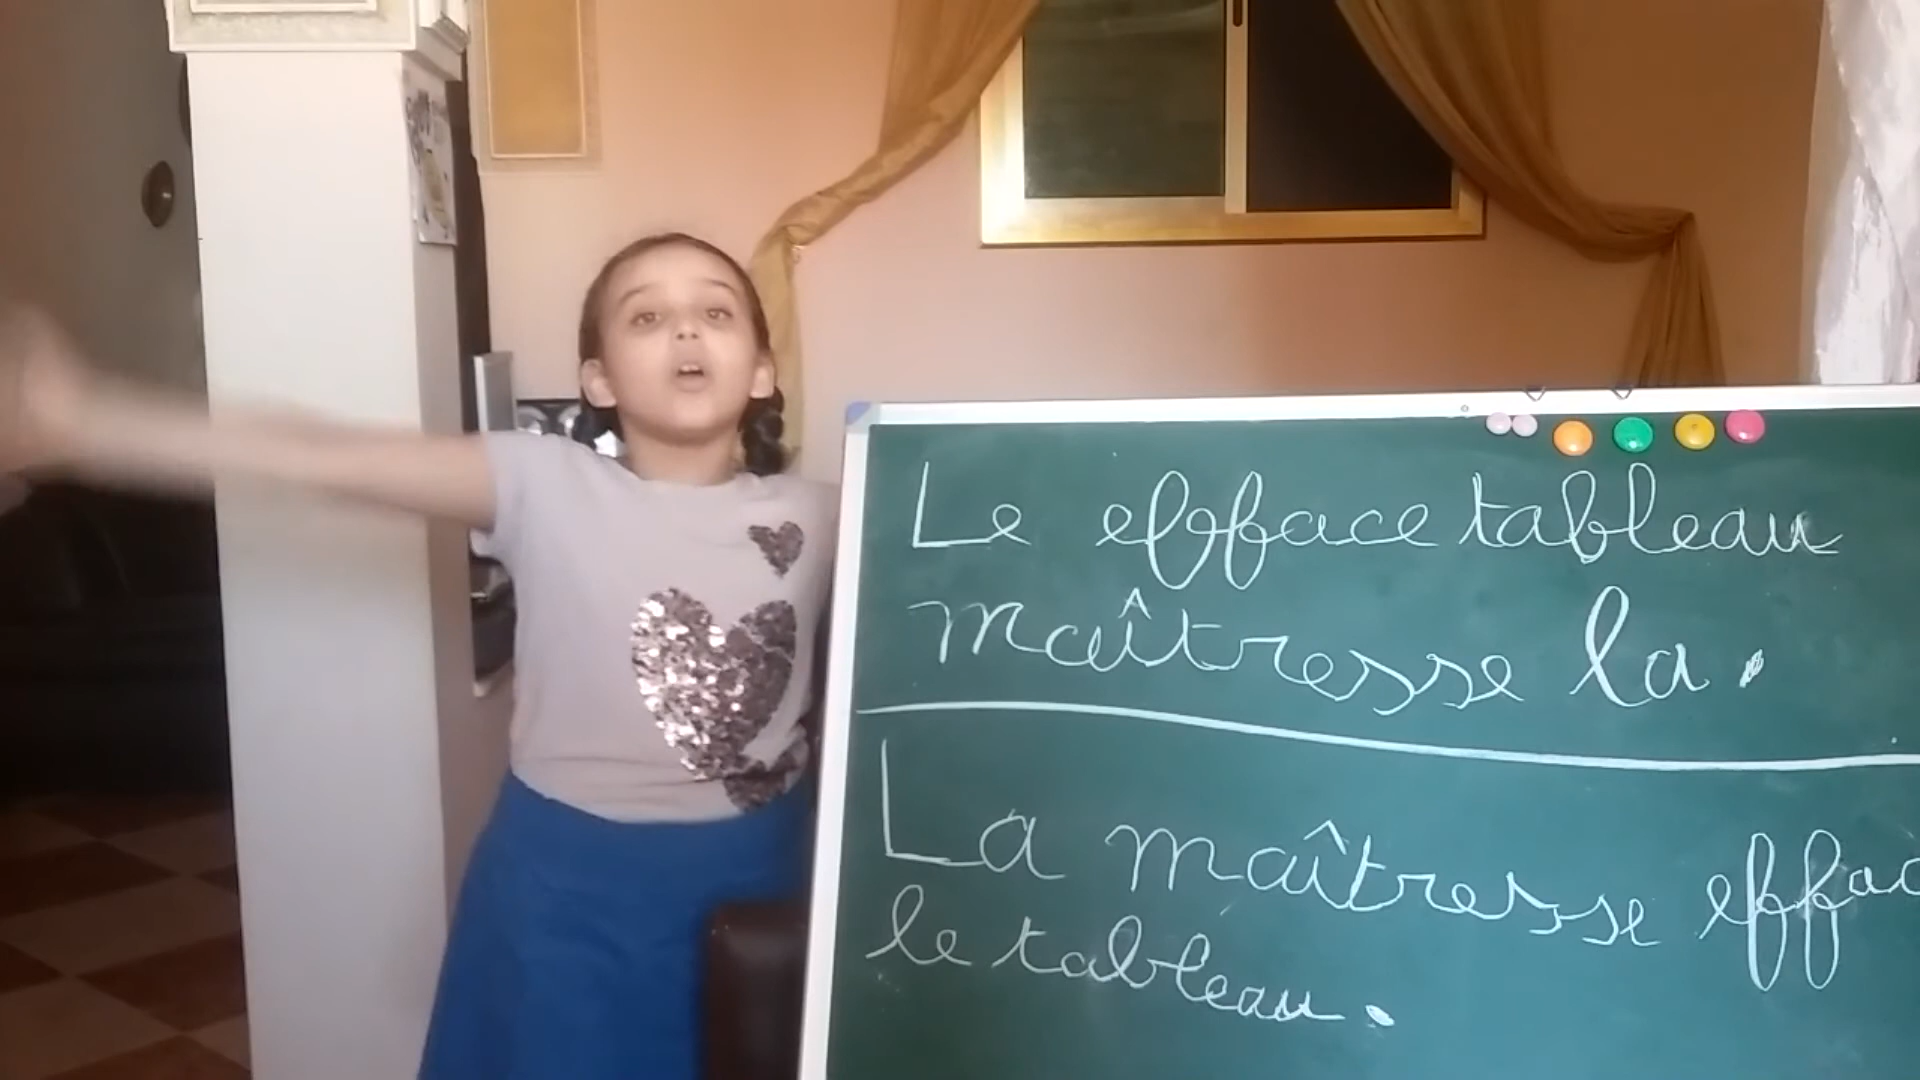 Le efface tableau
maîtresse la.
La maîtresse effac
le tableau.